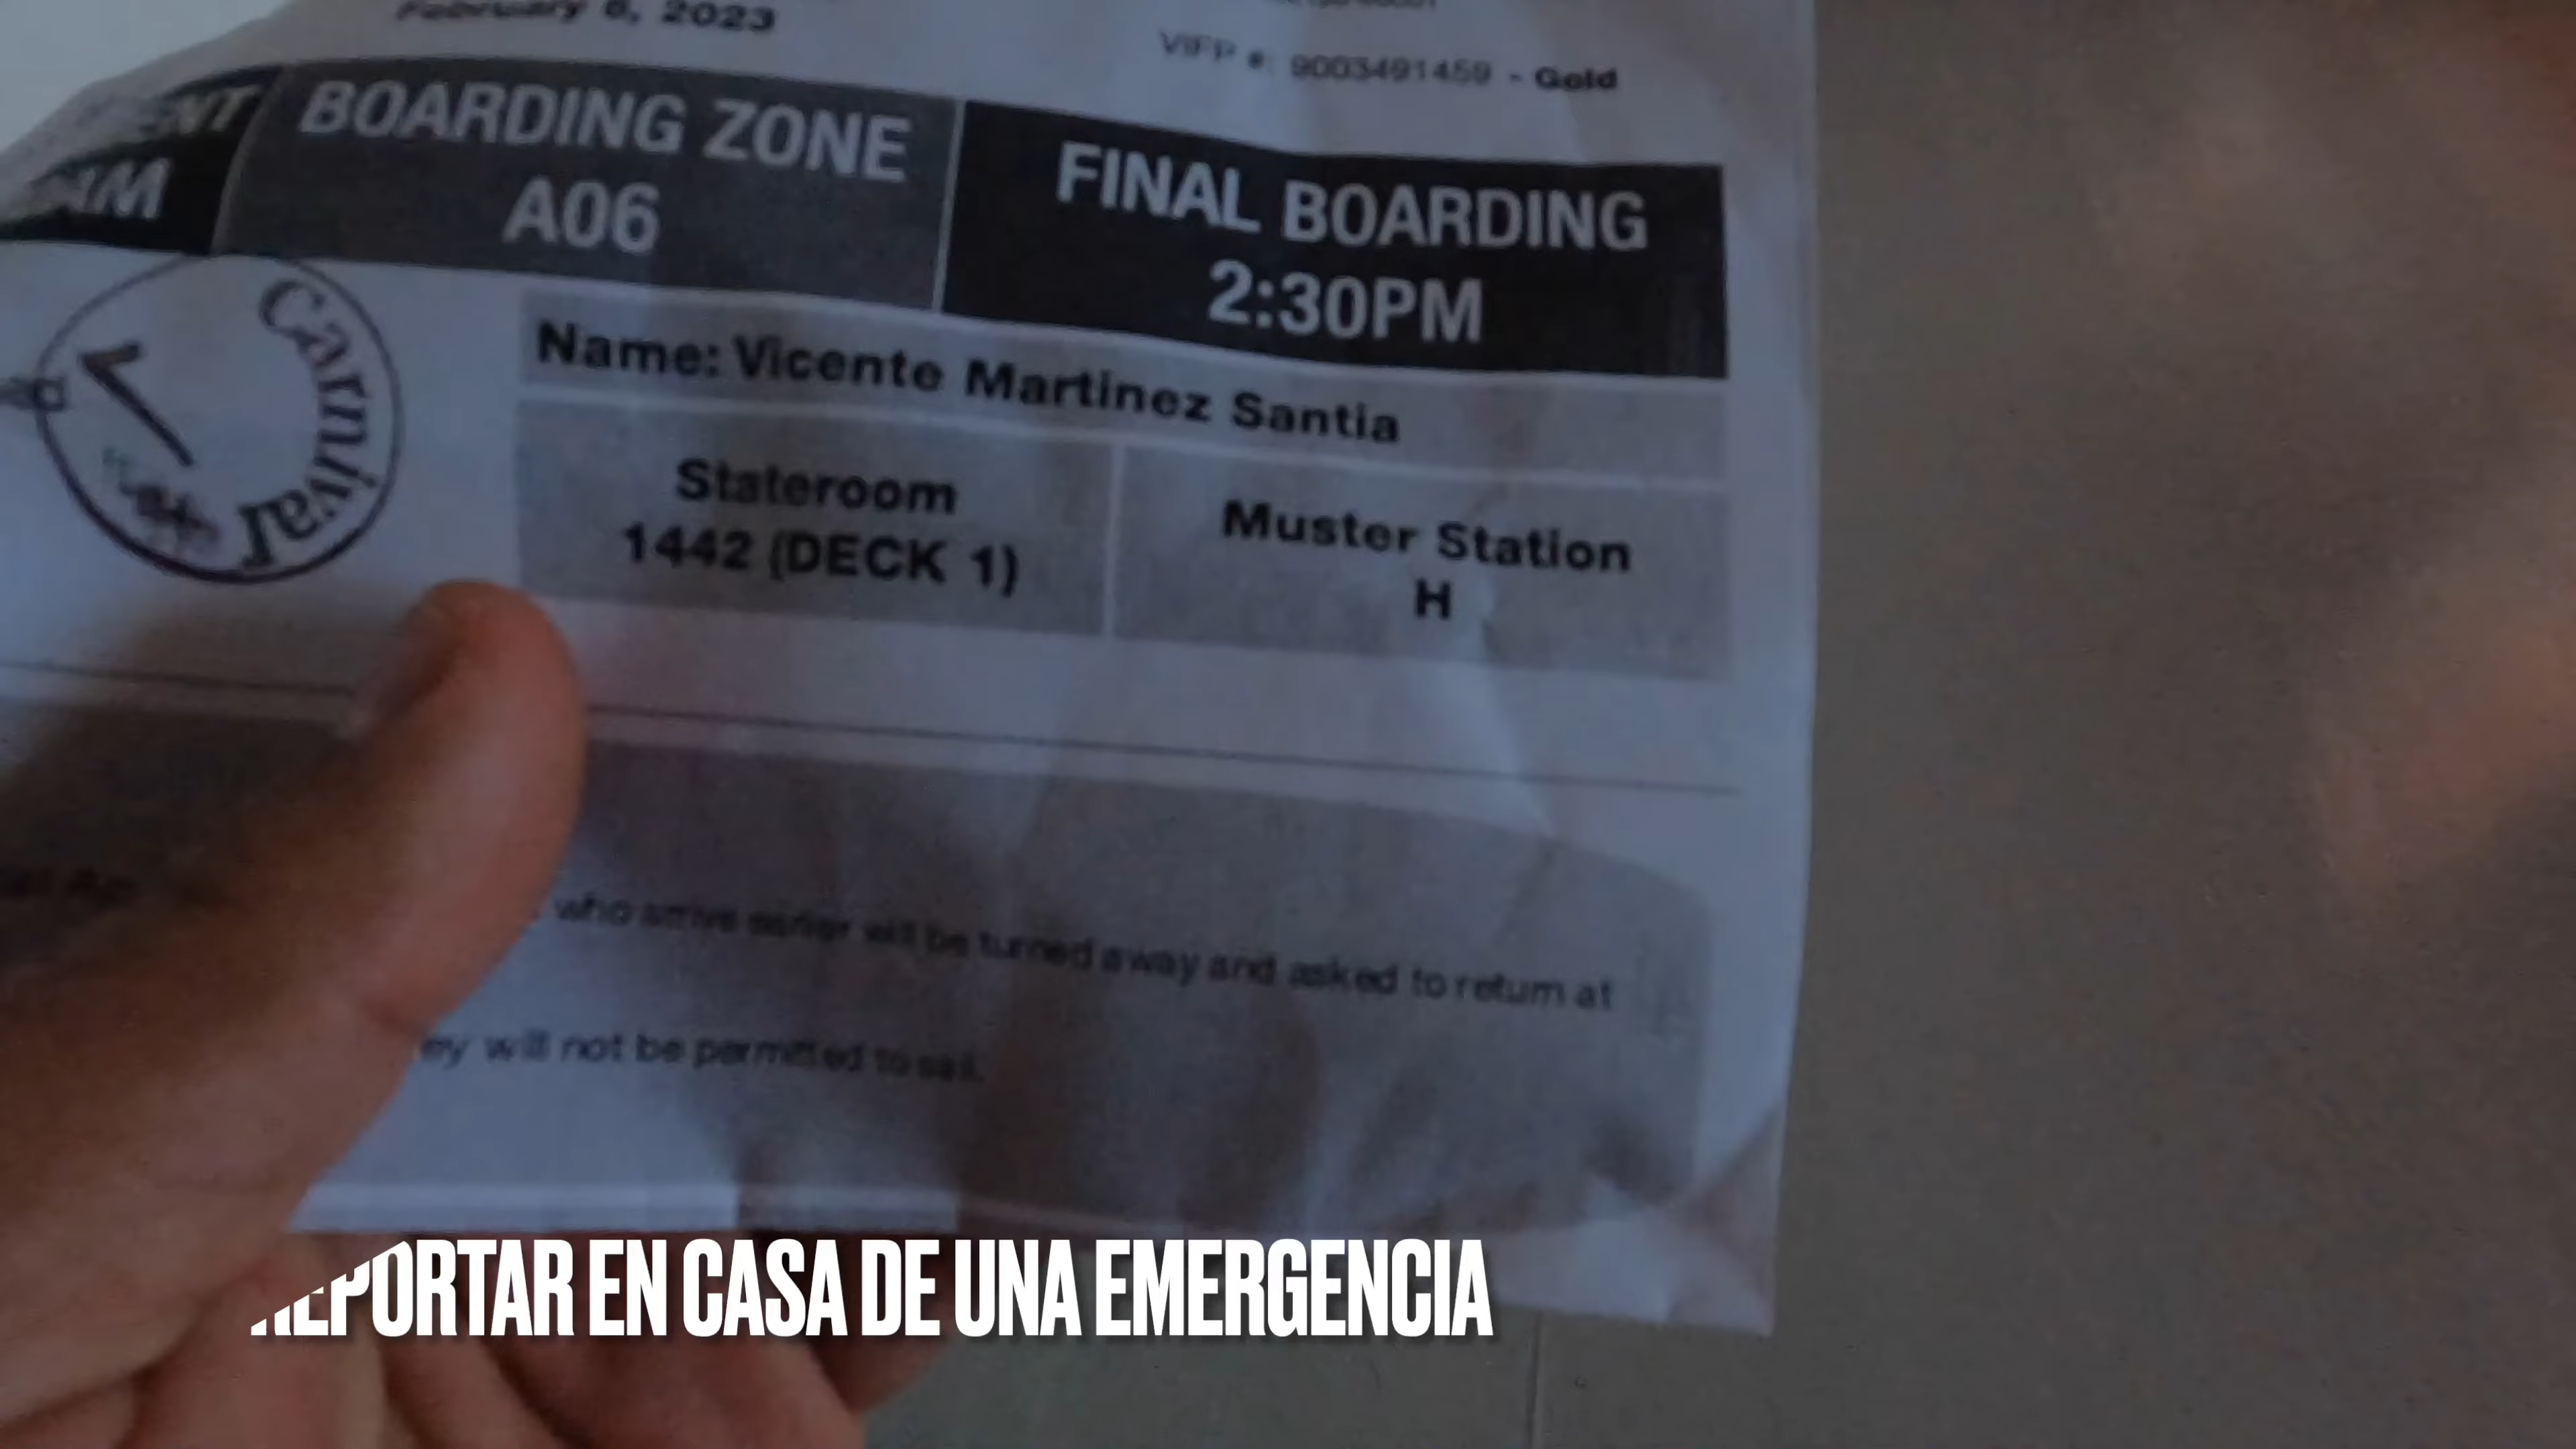 February 6, 2023
VIFP #: 9003491459 - Gold
BOARDING ZONE
A06
FINAL BOARDING
2:30PM
Carnival
Name: Vicente Martinez Santia
Stateroom
1442 (DECK 1)
Muster Station
H
who arrive earlier will be turned away and asked to return at
will not be permitted to sail.
REPORTAR EN CASA DE UNA EMERGENCIA